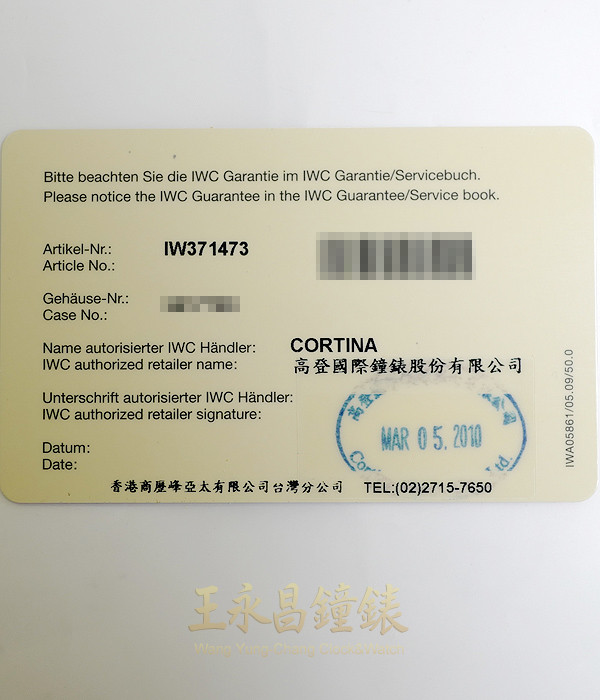 Bitte beachten Sie die IWC Garantie im IWC Garantie/Servicebuch.
Please notice the IWC Guarantee in the IWC Guarantee/Service book.
Artikel-Nr.: IW371473
Article No.:
Gehäuse-Nr.:
Case No.:
Name autorisierter IWC Händler: CORTINA
IWC authorized retailer name: 高登國際鐘錶股份有限公司
Unterschrift autorisierter IWC Händler:
IWC authorized retailer signature:
高登
MAR 05. 2010
Ltd.
Datum:
Date:
香港商歷峰亞太有限公司台灣分公司 TEL:(02)2715-7650
IWA05861/05.09/50.0
王永昌鐘錶